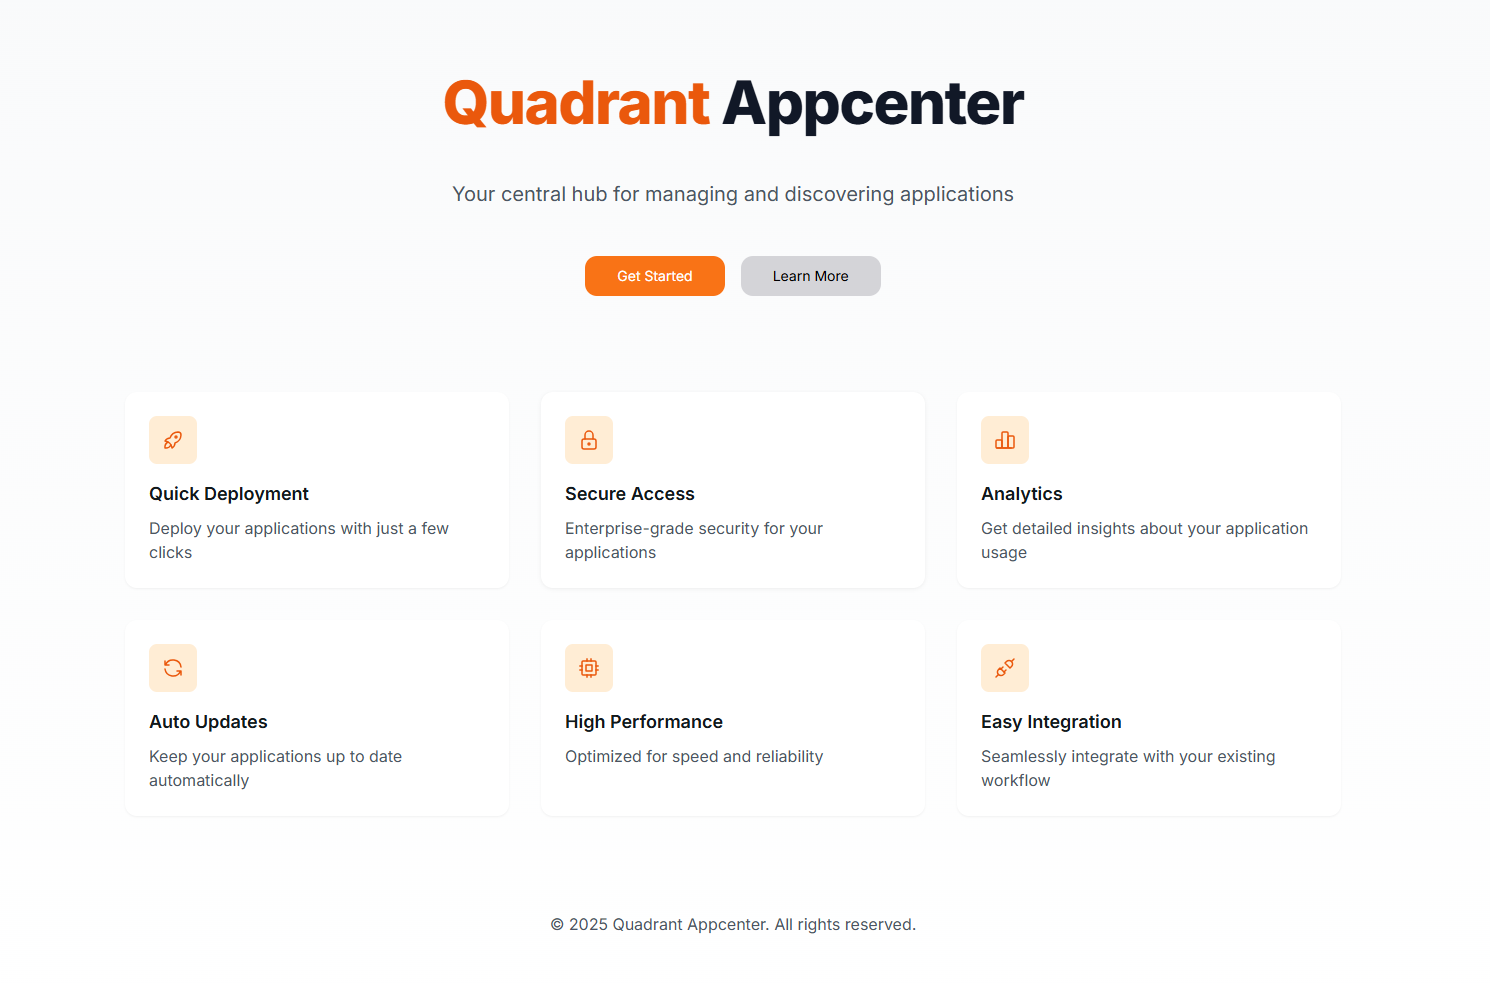 Quadrant Appcenter
Your central hub for managing and discovering applications
Get Started
Learn More
Quick Deployment
Deploy your applications with just a few
clicks
Secure Access
Enterprise-grade security for your
applications
Analytics
Get detailed insights about your application
usage
Auto Updates
Keep your applications up to date
automatically
High Performance
Optimized for speed and reliability
Easy Integration
Seamlessly integrate with your existing
workflow
© 2025 Quadrant Appcenter. All rights reserved.